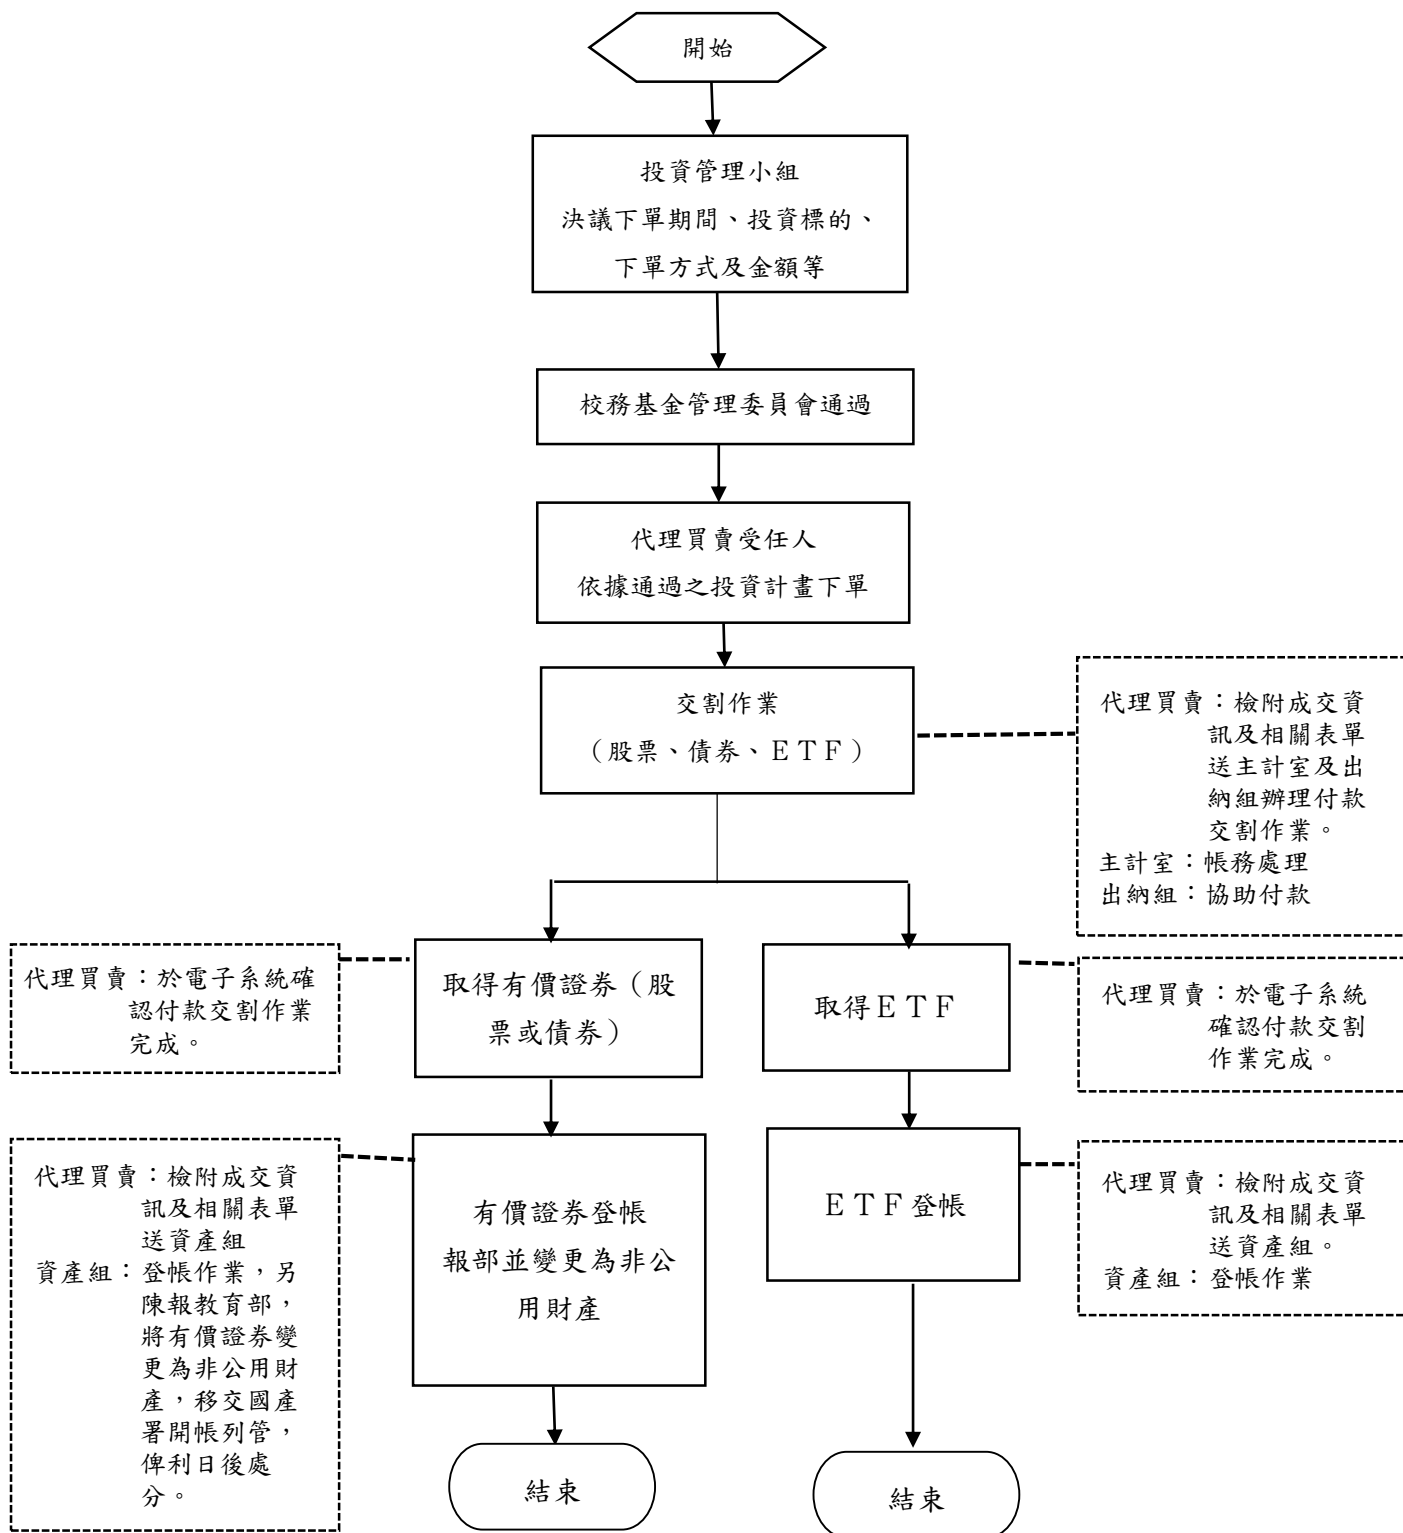 開始
投資管理小組
決議下單期間、投資標的、
下單方式及金額等
校務基金管理委員會通過
代理買賣受任人
依據通過之投資計畫下單
交割作業
（股票、債券、ＥＴＦ）
代理買賣：檢附成交資
訊及相關表單
送主計室及出
納組辦理付款
交割作業。
主計室：帳務處理
出納組：協助付款
代理買賣：於電子系統確
認付款交割作業
完成。
取得有價證券（股
票或債券）
取得ＥＴＦ
代理買賣：於電子系統
確認付款交割
作業完成。
代理買賣：檢附成交資
訊及相關表單
送資產組
資產組：登帳作業，另
陳報教育部，
將有價證券變
更為非公用財
產，移交國產
署開帳列管，
俾利日後處
分。
有價證券登帳
報部並變更為非公
用財產
ＥＴＦ登帳
代理買賣：檢附成交資
訊及相關表單
送資產組。
資產組：登帳作業
結束
結束